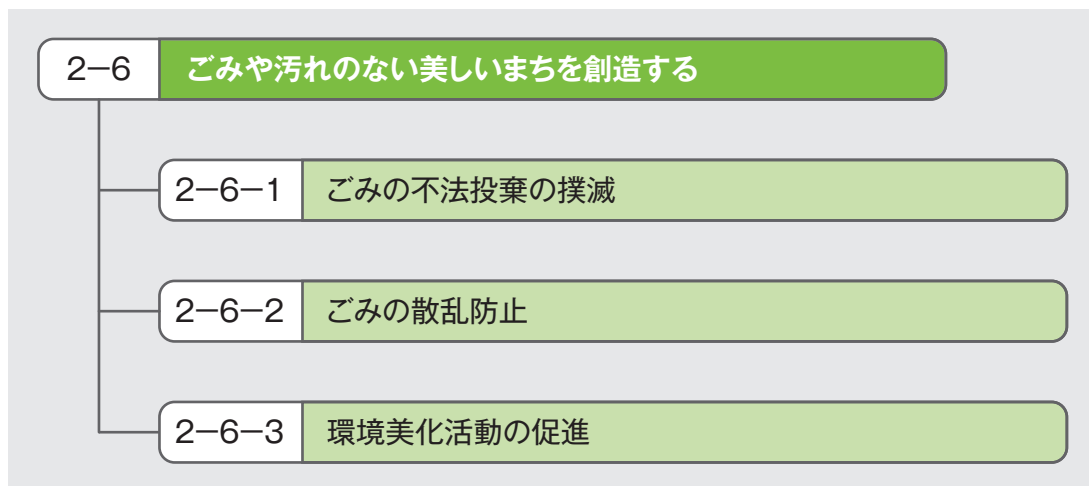 2−6 ごみや汚れのない美しいまちを創造する
2−6−1 ごみの不法投棄の撲滅
2−6−2 ごみの散乱防止
2−6−3 環境美化活動の促進